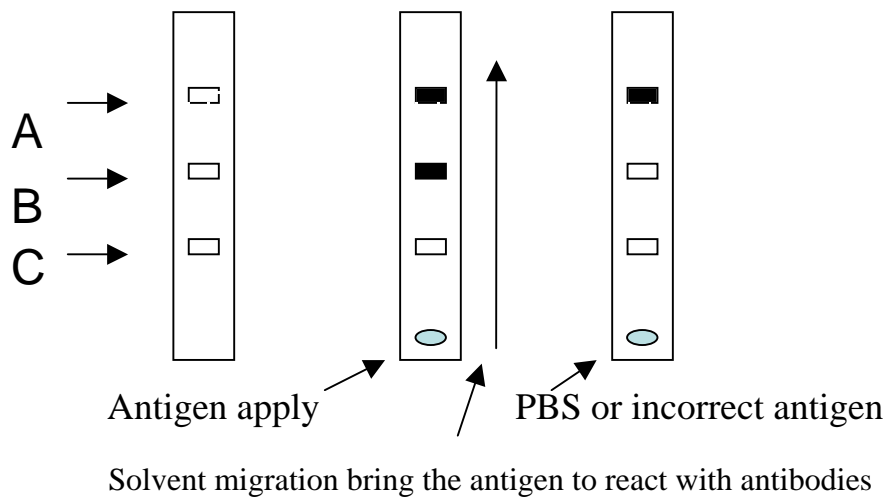 A
B
C
Antigen apply
PBS or incorrect antigen
Solvent migration bring the antigen to react with antibodies